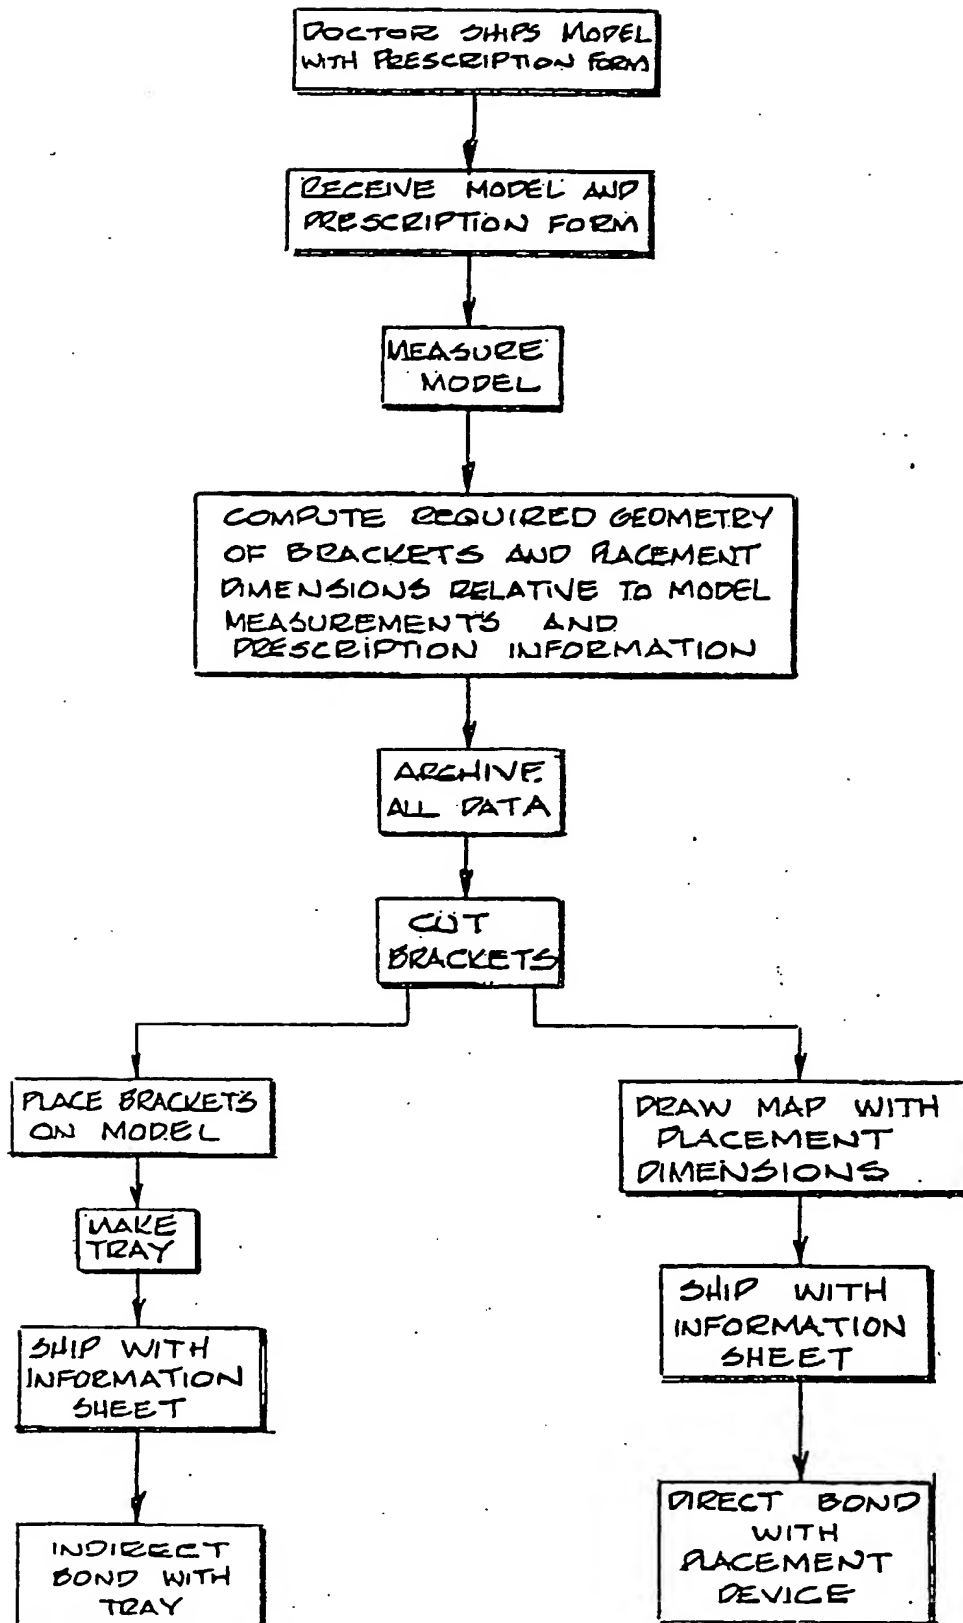 DOCTOR SHIPS MODEL
WITH PRESCRIPTION FORM
RECEIVE MODEL AND
PRESCRIPTION FORM
MEASURE
MODEL
COMPUTE REQUIRED GEOMETRY
OF BRACKETS AND PLACEMENT
DIMENSIONS RELATIVE TO MODEL
MEASUREMENTS AND
PRESCRIPTION INFORMATION
ARCHIVE
ALL DATA
CUT
BRACKETS
PLACE BRACKETS
ON MODEL
MAKE
TRAY
SHIP WITH
INFORMATION
SHEET
INDIRECT
BOND WITH
TRAY
DRAW MAP WITH
PLACEMENT
DIMENSIONS
SHIP WITH
INFORMATION
SHEET
DIRECT BOND
WITH
PLACEMENT
DEVICE